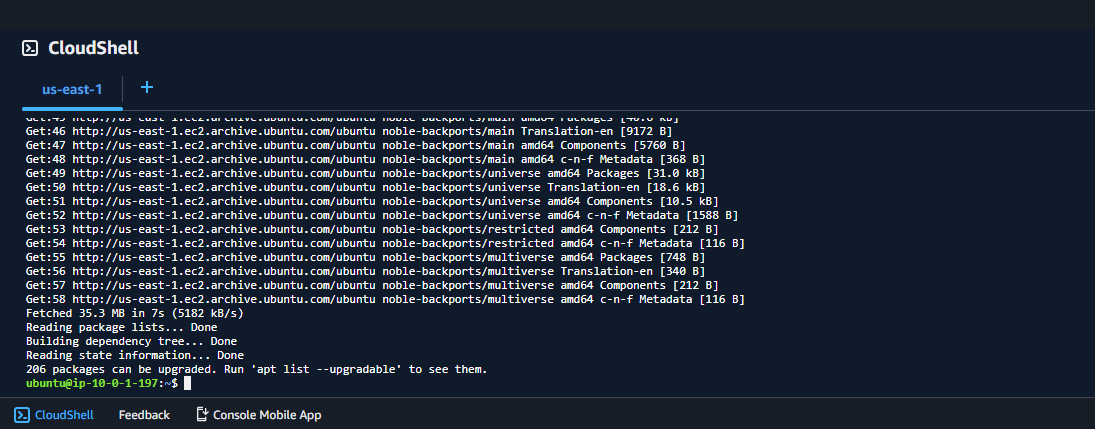 CloudShell
us-east-1
Get:46 http://us-east-1.ec2.archive.ubuntu.com/ubuntu noble-backports/main Translation-en [9172 B]
Get:47 http://us-east-1.ec2.archive.ubuntu.com/ubuntu noble-backports/main amd64 Components [5760 B]
Get:48 http://us-east-1.ec2.archive.ubuntu.com/ubuntu noble-backports/main amd64 c-n-f Metadata [368 B]
Get:49 http://us-east-1.ec2.archive.ubuntu.com/ubuntu noble-backports/universe amd64 Packages [31.0 kB]
Get:50 http://us-east-1.ec2.archive.ubuntu.com/ubuntu noble-backports/universe Translation-en [18.6 kB]
Get:51 http://us-east-1.ec2.archive.ubuntu.com/ubuntu noble-backports/universe amd64 Components [10.5 kB]
Get:52 http://us-east-1.ec2.archive.ubuntu.com/ubuntu noble-backports/universe amd64 c-n-f Metadata [1588 B]
Get:53 http://us-east-1.ec2.archive.ubuntu.com/ubuntu noble-backports/restricted amd64 Components [212 B]
Get:54 http://us-east-1.ec2.archive.ubuntu.com/ubuntu noble-backports/restricted amd64 c-n-f Metadata [116 B]
Get:55 http://us-east-1.ec2.archive.ubuntu.com/ubuntu noble-backports/multiverse amd64 Packages [748 B]
Get:56 http://us-east-1.ec2.archive.ubuntu.com/ubuntu noble-backports/multiverse Translation-en [340 B]
Get:57 http://us-east-1.ec2.archive.ubuntu.com/ubuntu noble-backports/multiverse amd64 Components [212 B]
Get:58 http://us-east-1.ec2.archive.ubuntu.com/ubuntu noble-backports/multiverse amd64 c-n-f Metadata [116 B]
Fetched 35.3 MB in 7s (5182 kB/s)
Reading package lists... Done
Building dependency tree... Done
Reading state information... Done
206 packages can be upgraded. Run 'apt list --upgradable' to see them.
ubuntu@ip-10-0-1-197:~$
CloudShell Feedback Console Mobile App